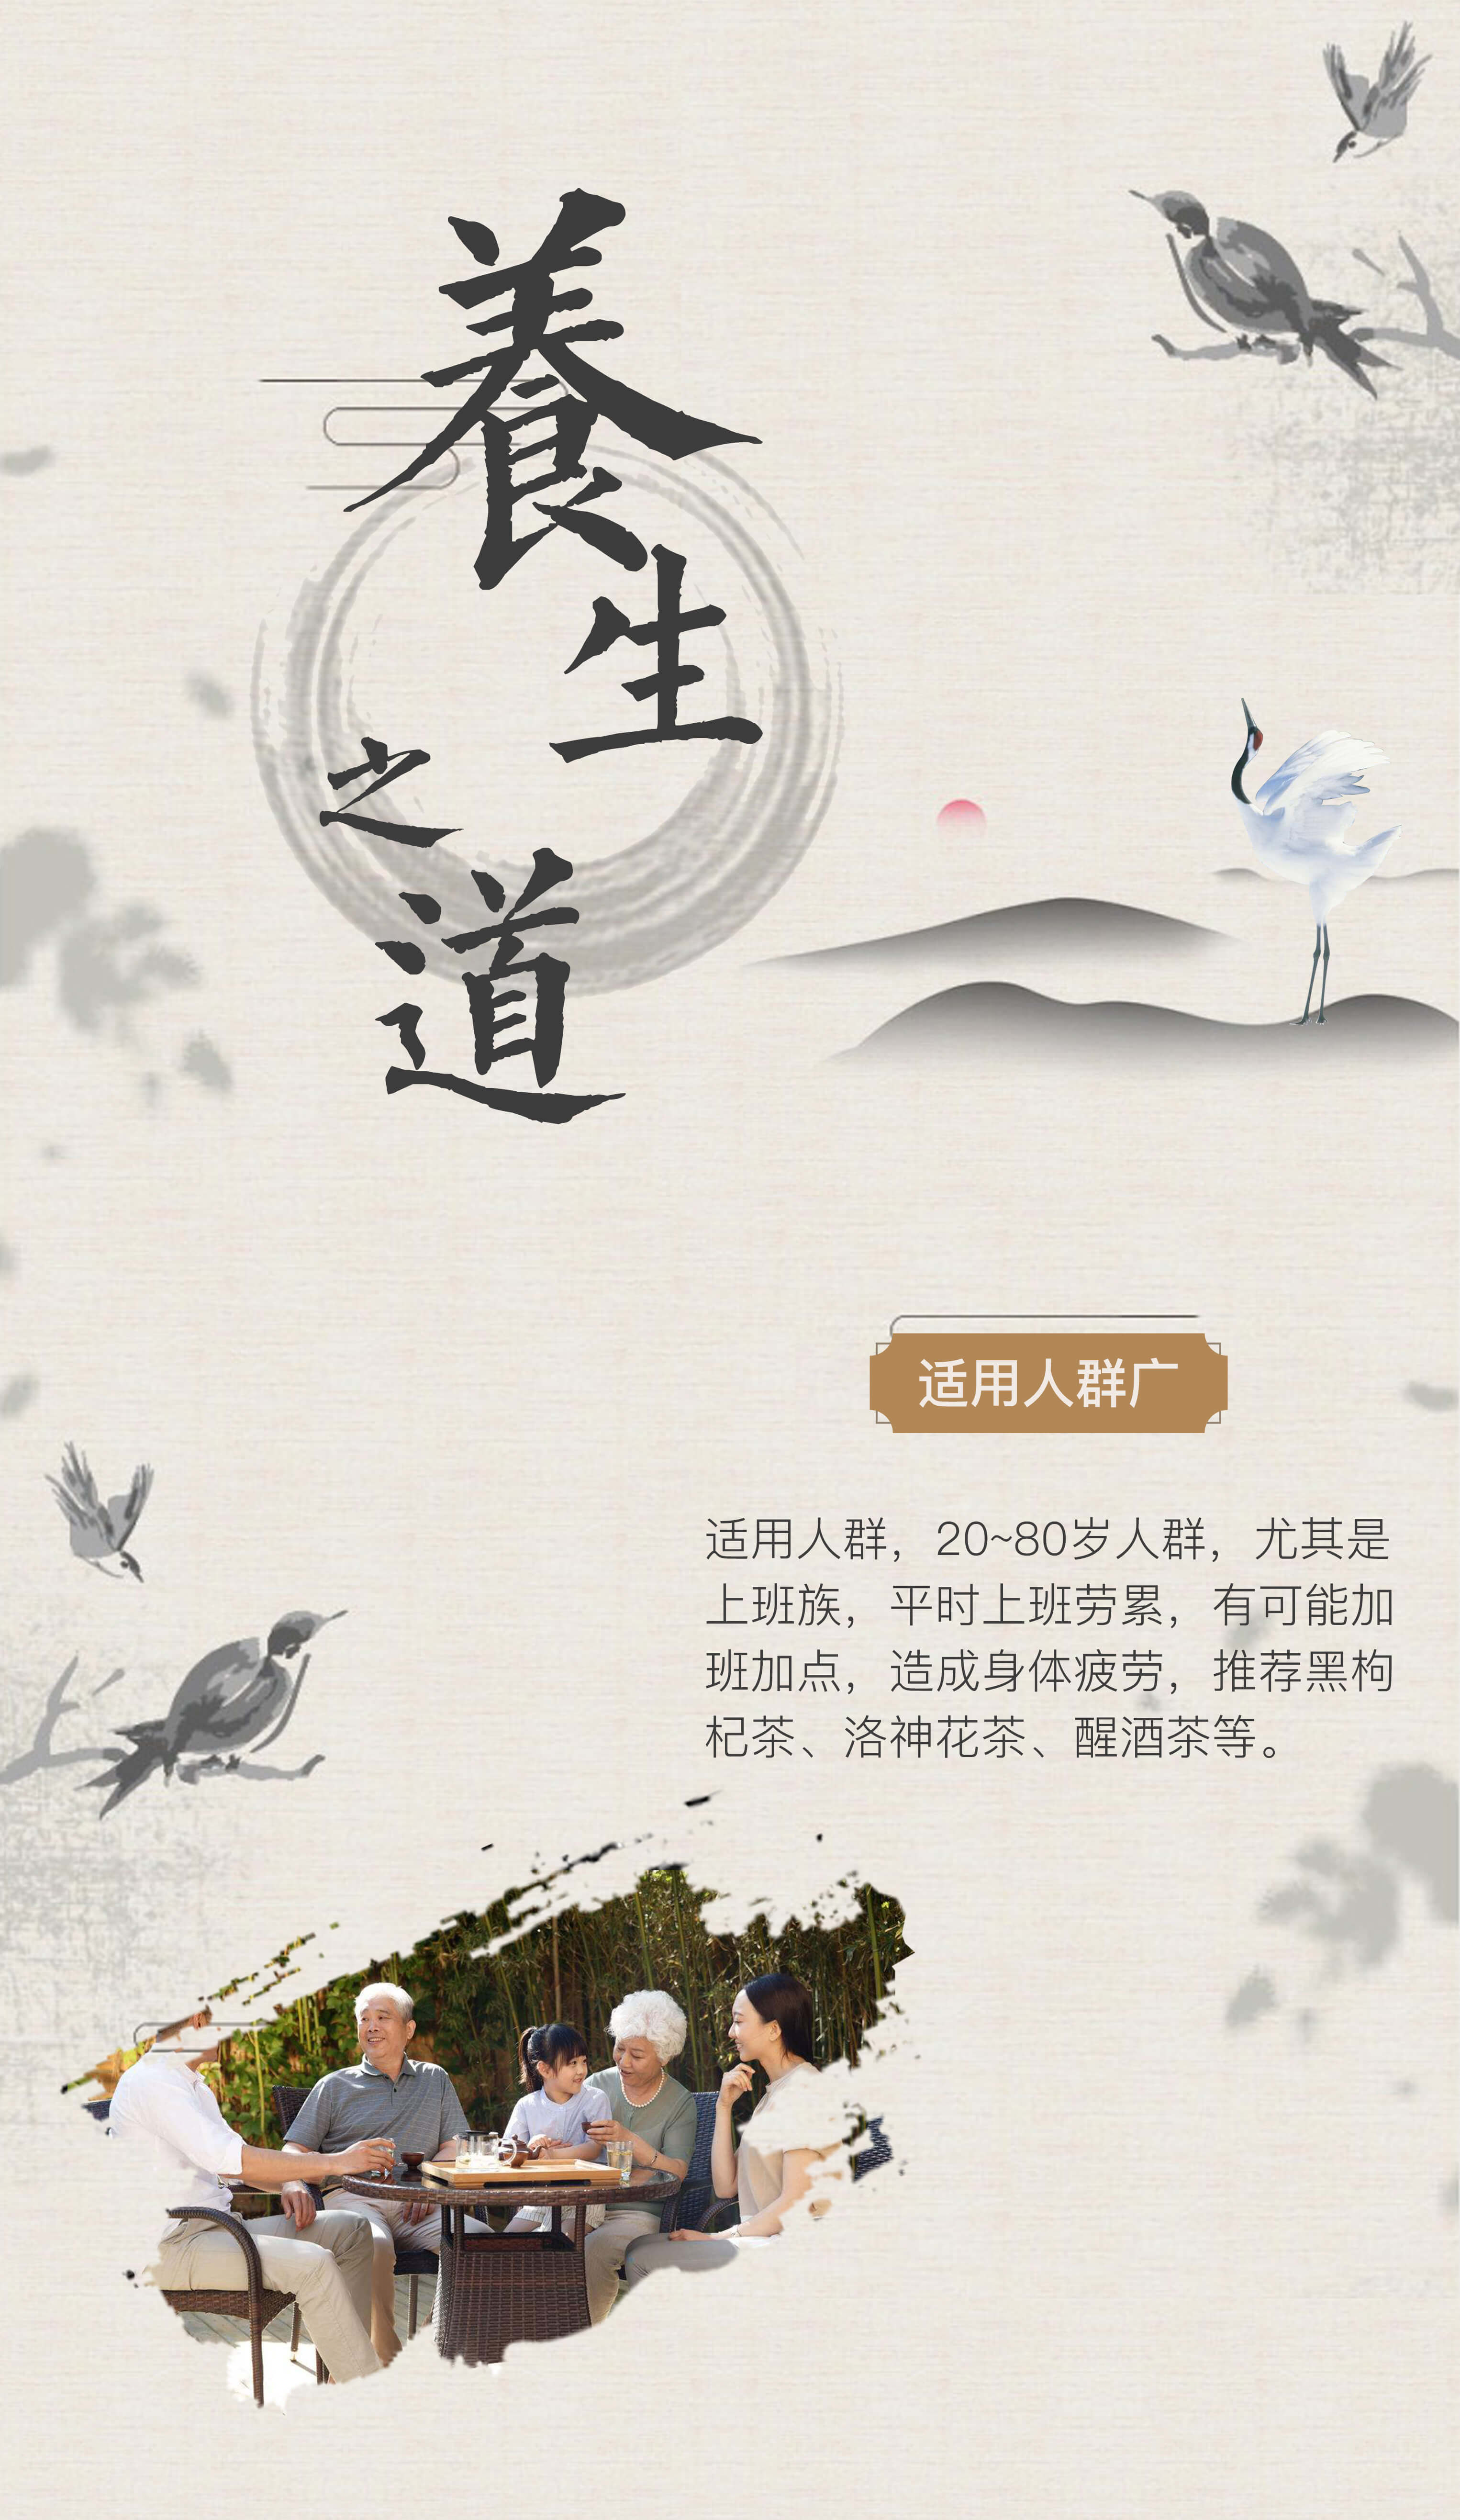 養生
之道
适用人群广
适用人群，20~80岁人群，尤其是
上班族，平时上班劳累，有可能加
班加点，造成身体疲劳，推荐黑枸
杞茶、洛神花茶、醒酒茶等。